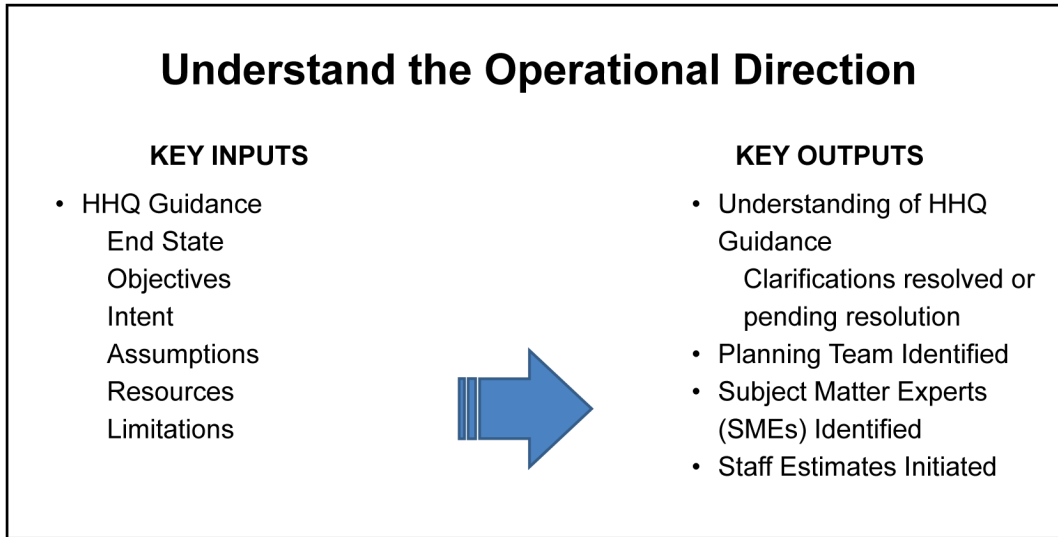 Understand the Operational Direction
KEY INPUTS
• HHQ Guidance
End State
Objectives
Intent
Assumptions
Resources
Limitations
KEY OUTPUTS
• Understanding of HHQ
Guidance
Clarifications resolved or
pending resolution
• Planning Team Identified
• Subject Matter Experts
(SMEs) Identified
• Staff Estimates Initiated